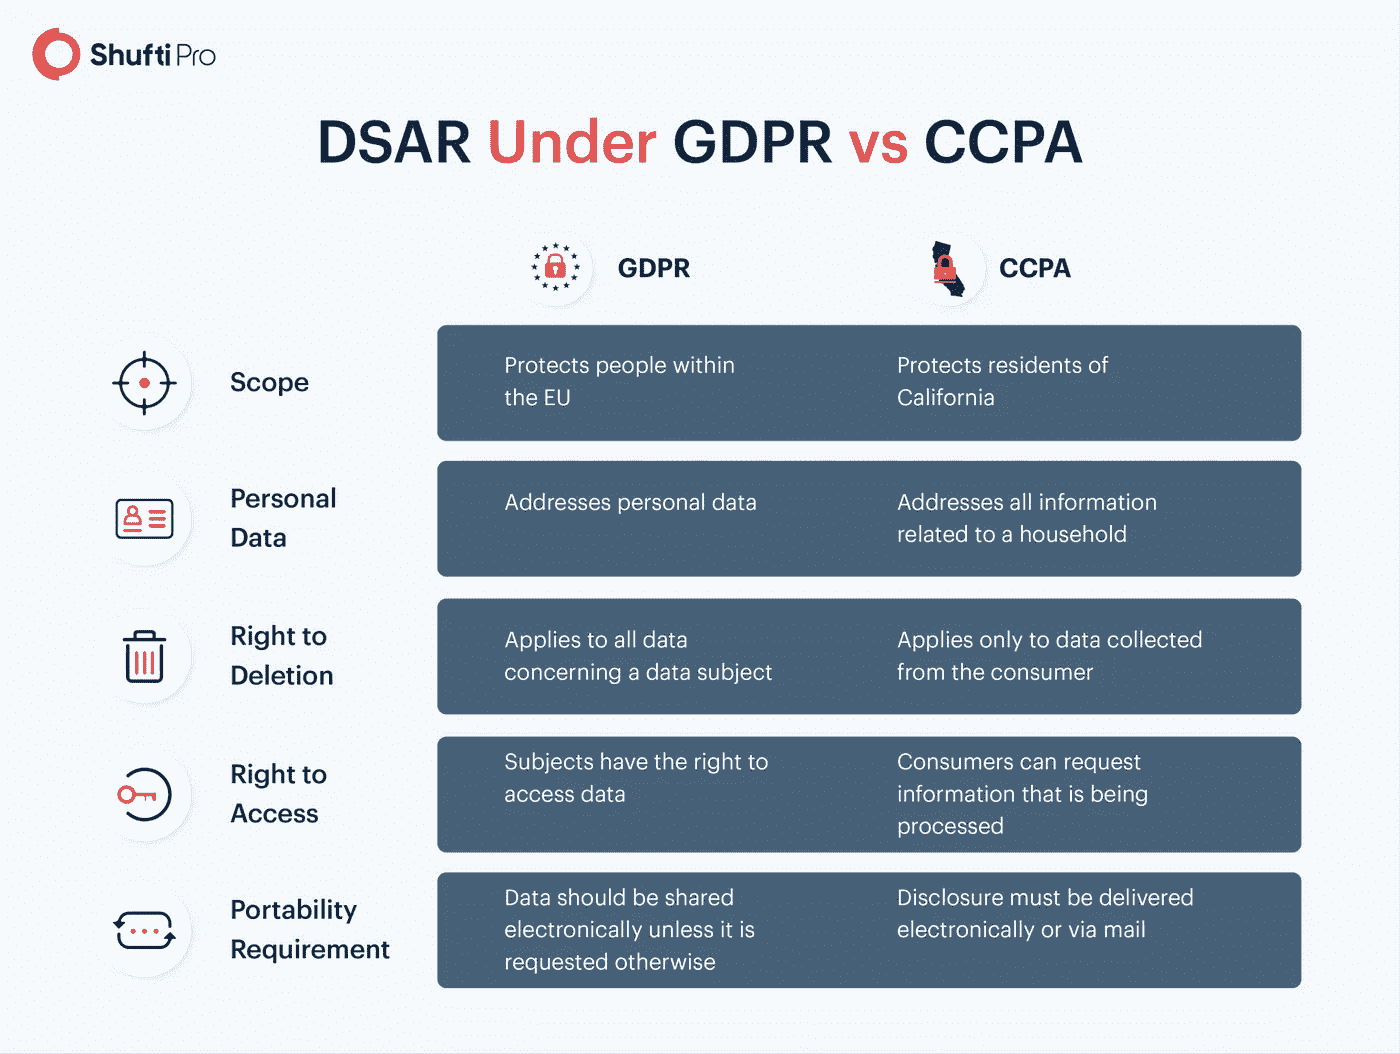 Shufti Pro
DSAR Under GDPR vs CCPA
GDPR
CCPA
Scope
Protects people within
the EU
Protects residents of
California
Personal
Data
Addresses personal data
Addresses all information
related to a household
Right to
Deletion
Applies to all data
concerning a data subject
Applies only to data collected
from the consumer
Right to
Access
Subjects have the right to
access data
Consumers can request
information that is being
processed
Portability
Requirement
Data should be shared
electronically unless it is
requested otherwise
Disclosure must be delivered
electronically or via mail